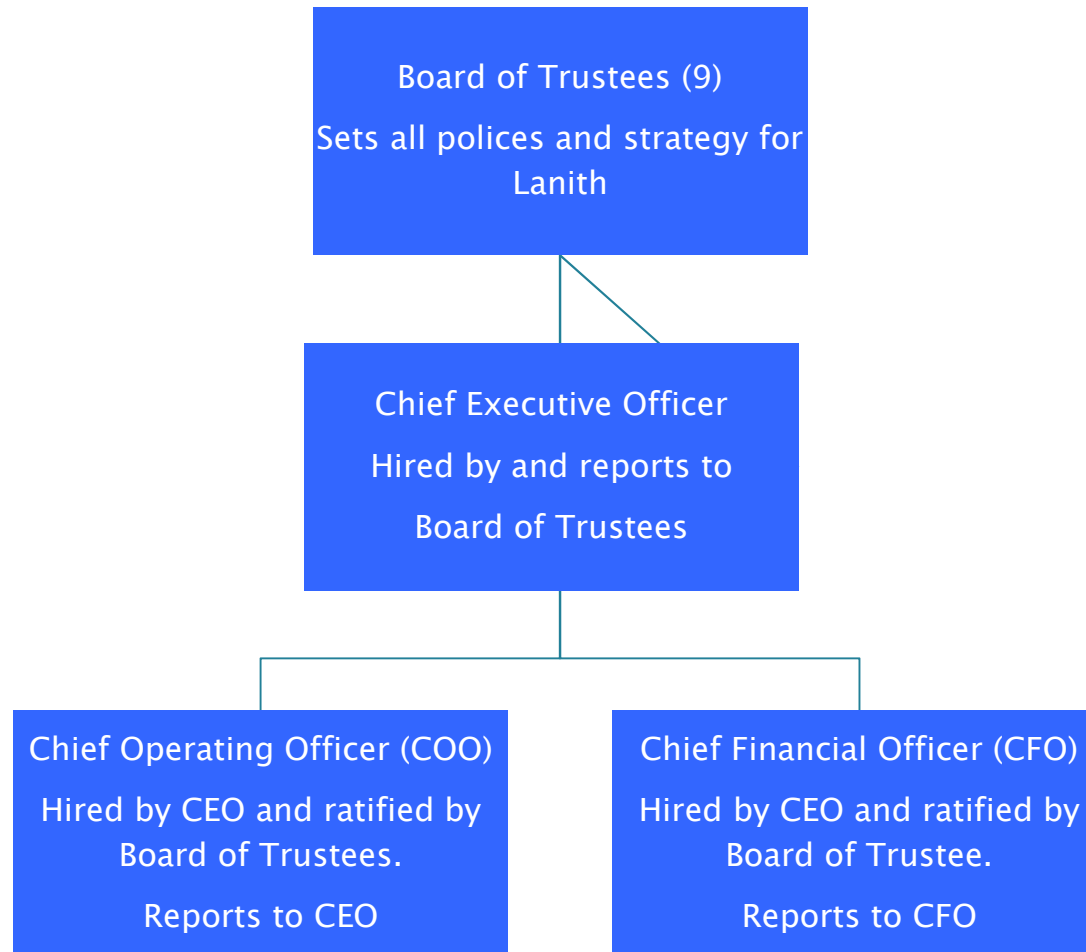 Board of Trustees (9)
Sets all polices and strategy for
Lanith
Chief Executive Officer
Hired by and reports to
Board of Trustees
Chief Operating Officer (COO)
Hired by CEO and ratified by
Board of Trustees.
Reports to CEO
Chief Financial Officer (CFO)
Hired by CEO and ratified by
Board of Trustee.
Reports to CFO